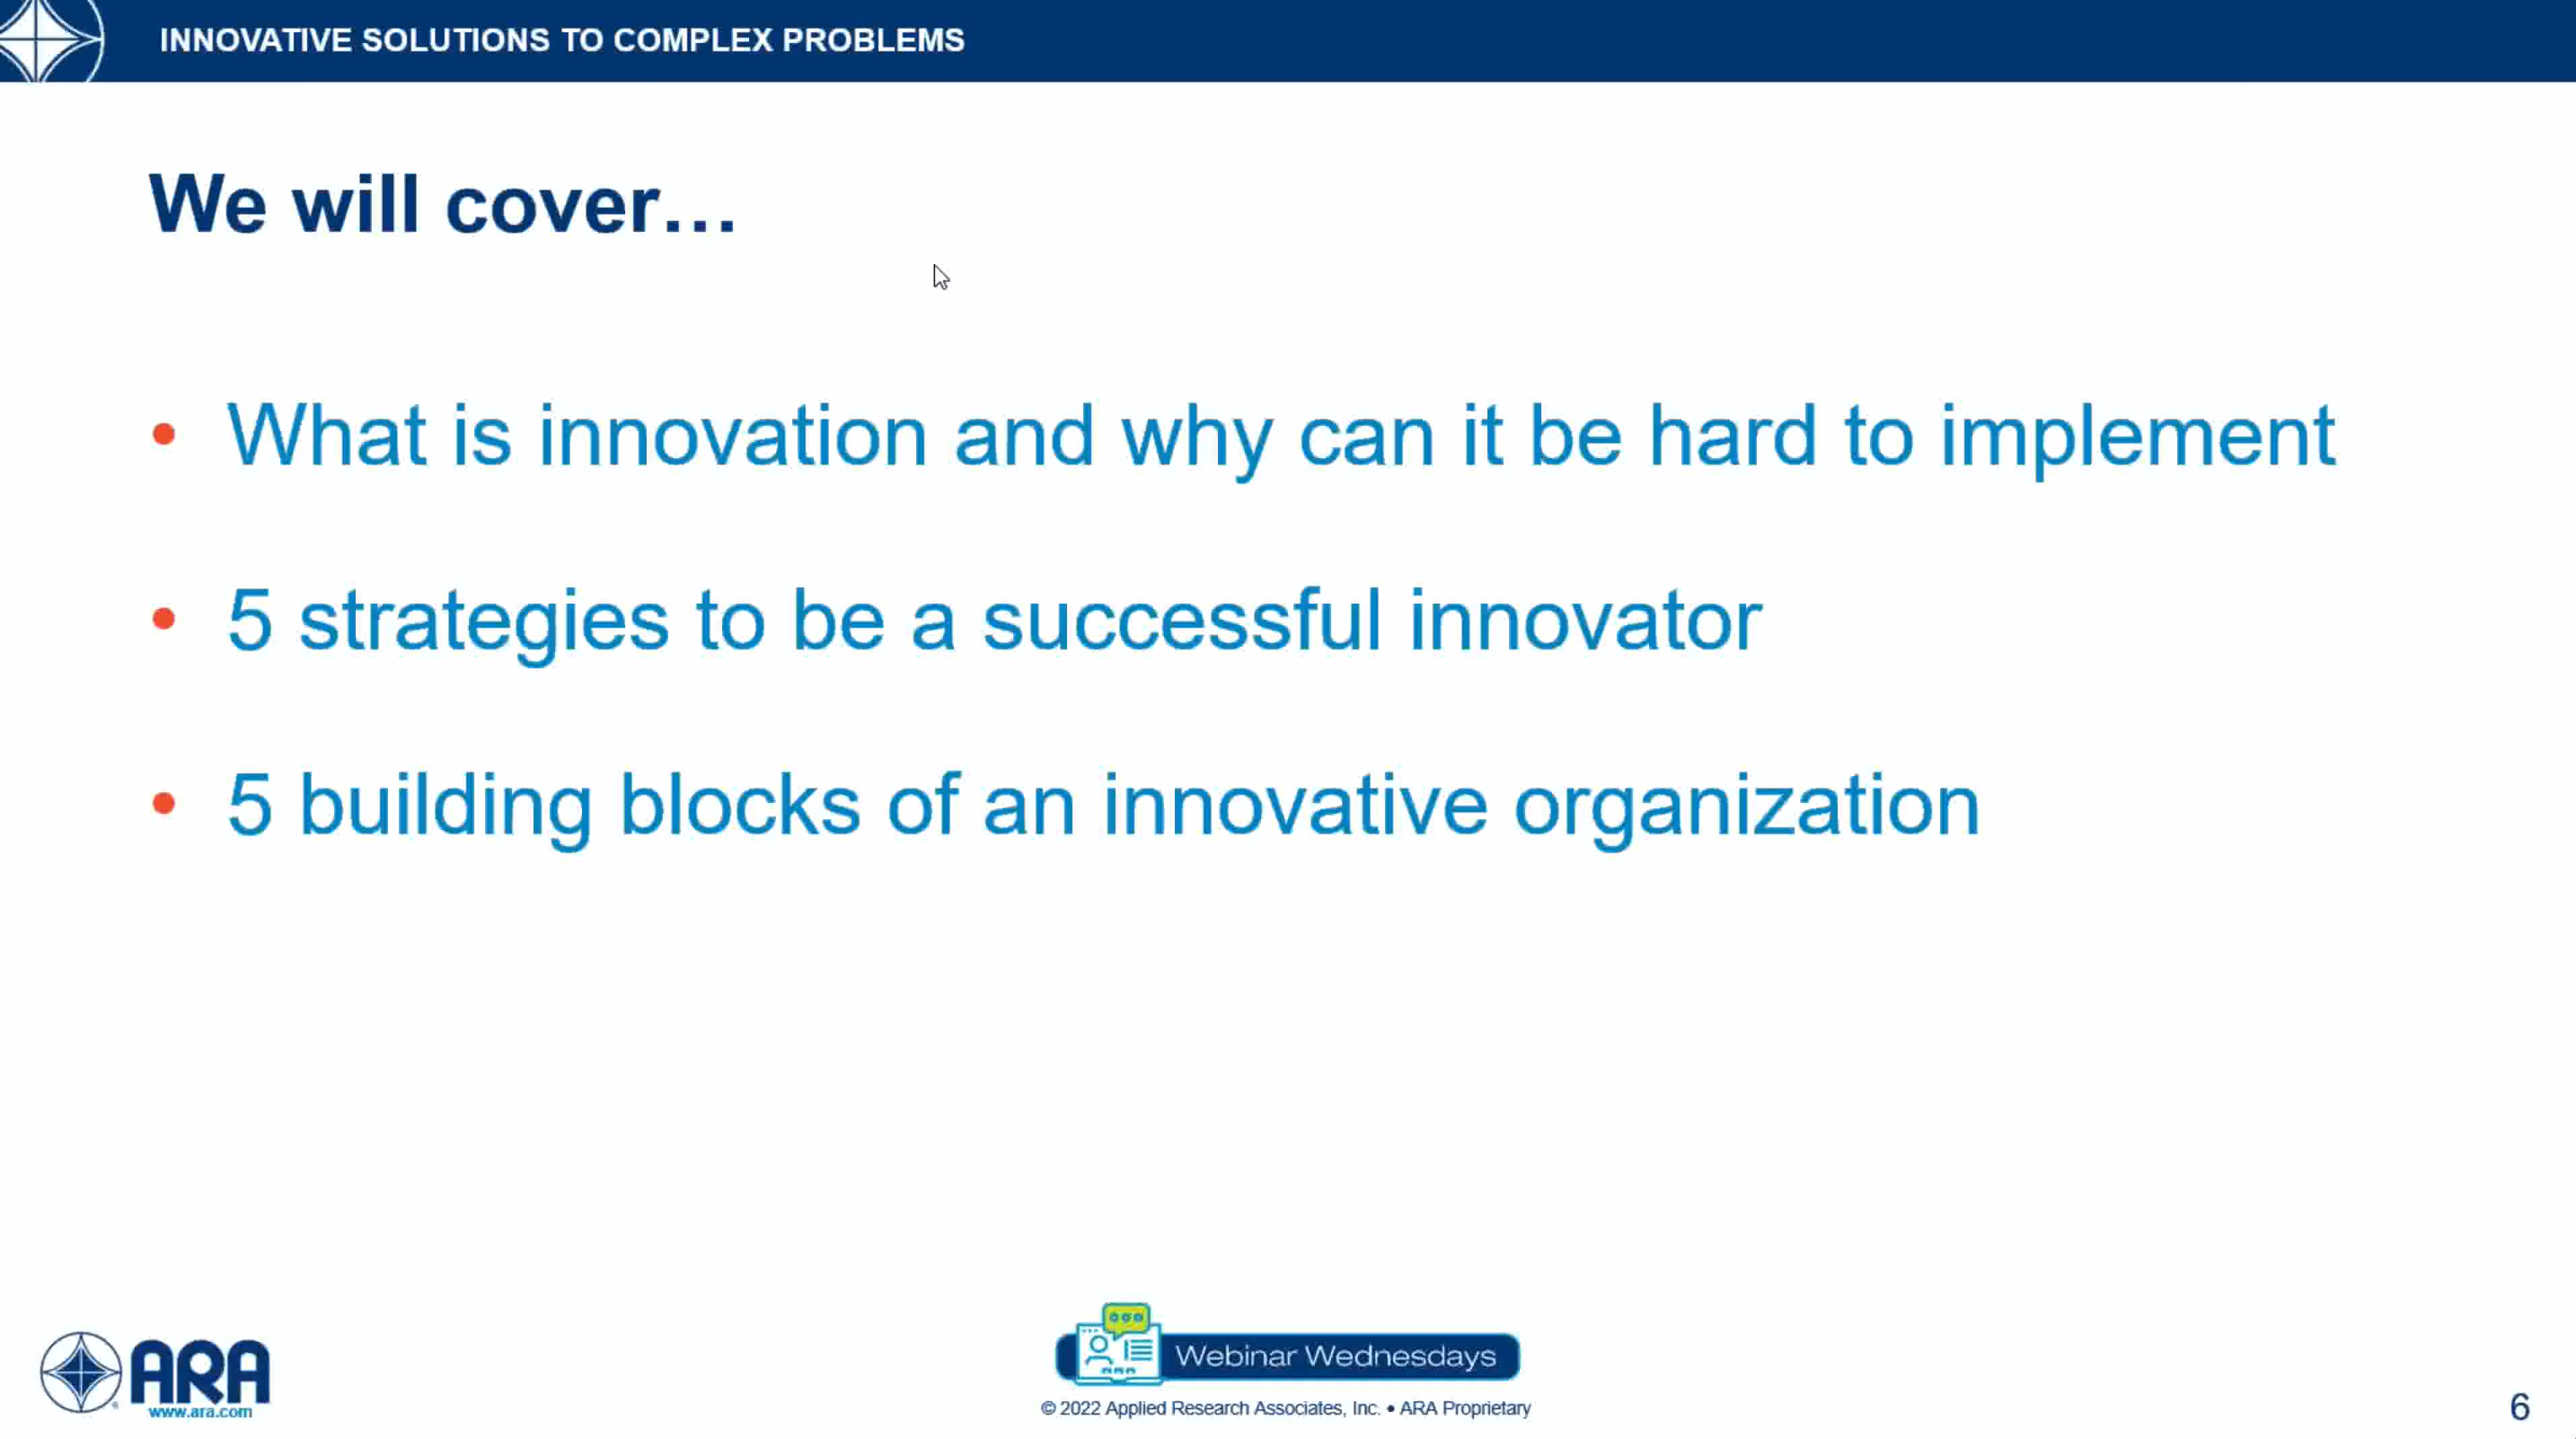 INNOVATIVE SOLUTIONS TO COMPLEX PROBLEMS
We will cover...
• What is innovation and why can it be hard to implement
• 5 strategies to be a successful innovator
• 5 building blocks of an innovative organization
ARA
www.ara.com
Webinar Wednesdays
© 2022 Applied Research Associates, Inc. • ARA Proprietary
6